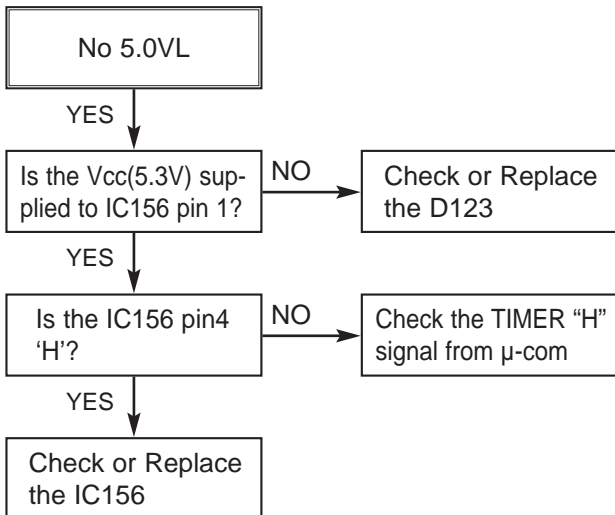 No 5.0VL
YES
Is the Vcc(5.3V) sup-
plied to IC156 pin 1?
NO
Check or Replace
the D123
YES
Is the IC156 pin4
‘H’?
NO
Check the TIMER “H”
signal from μ-com
YES
Check or Replace
the IC156